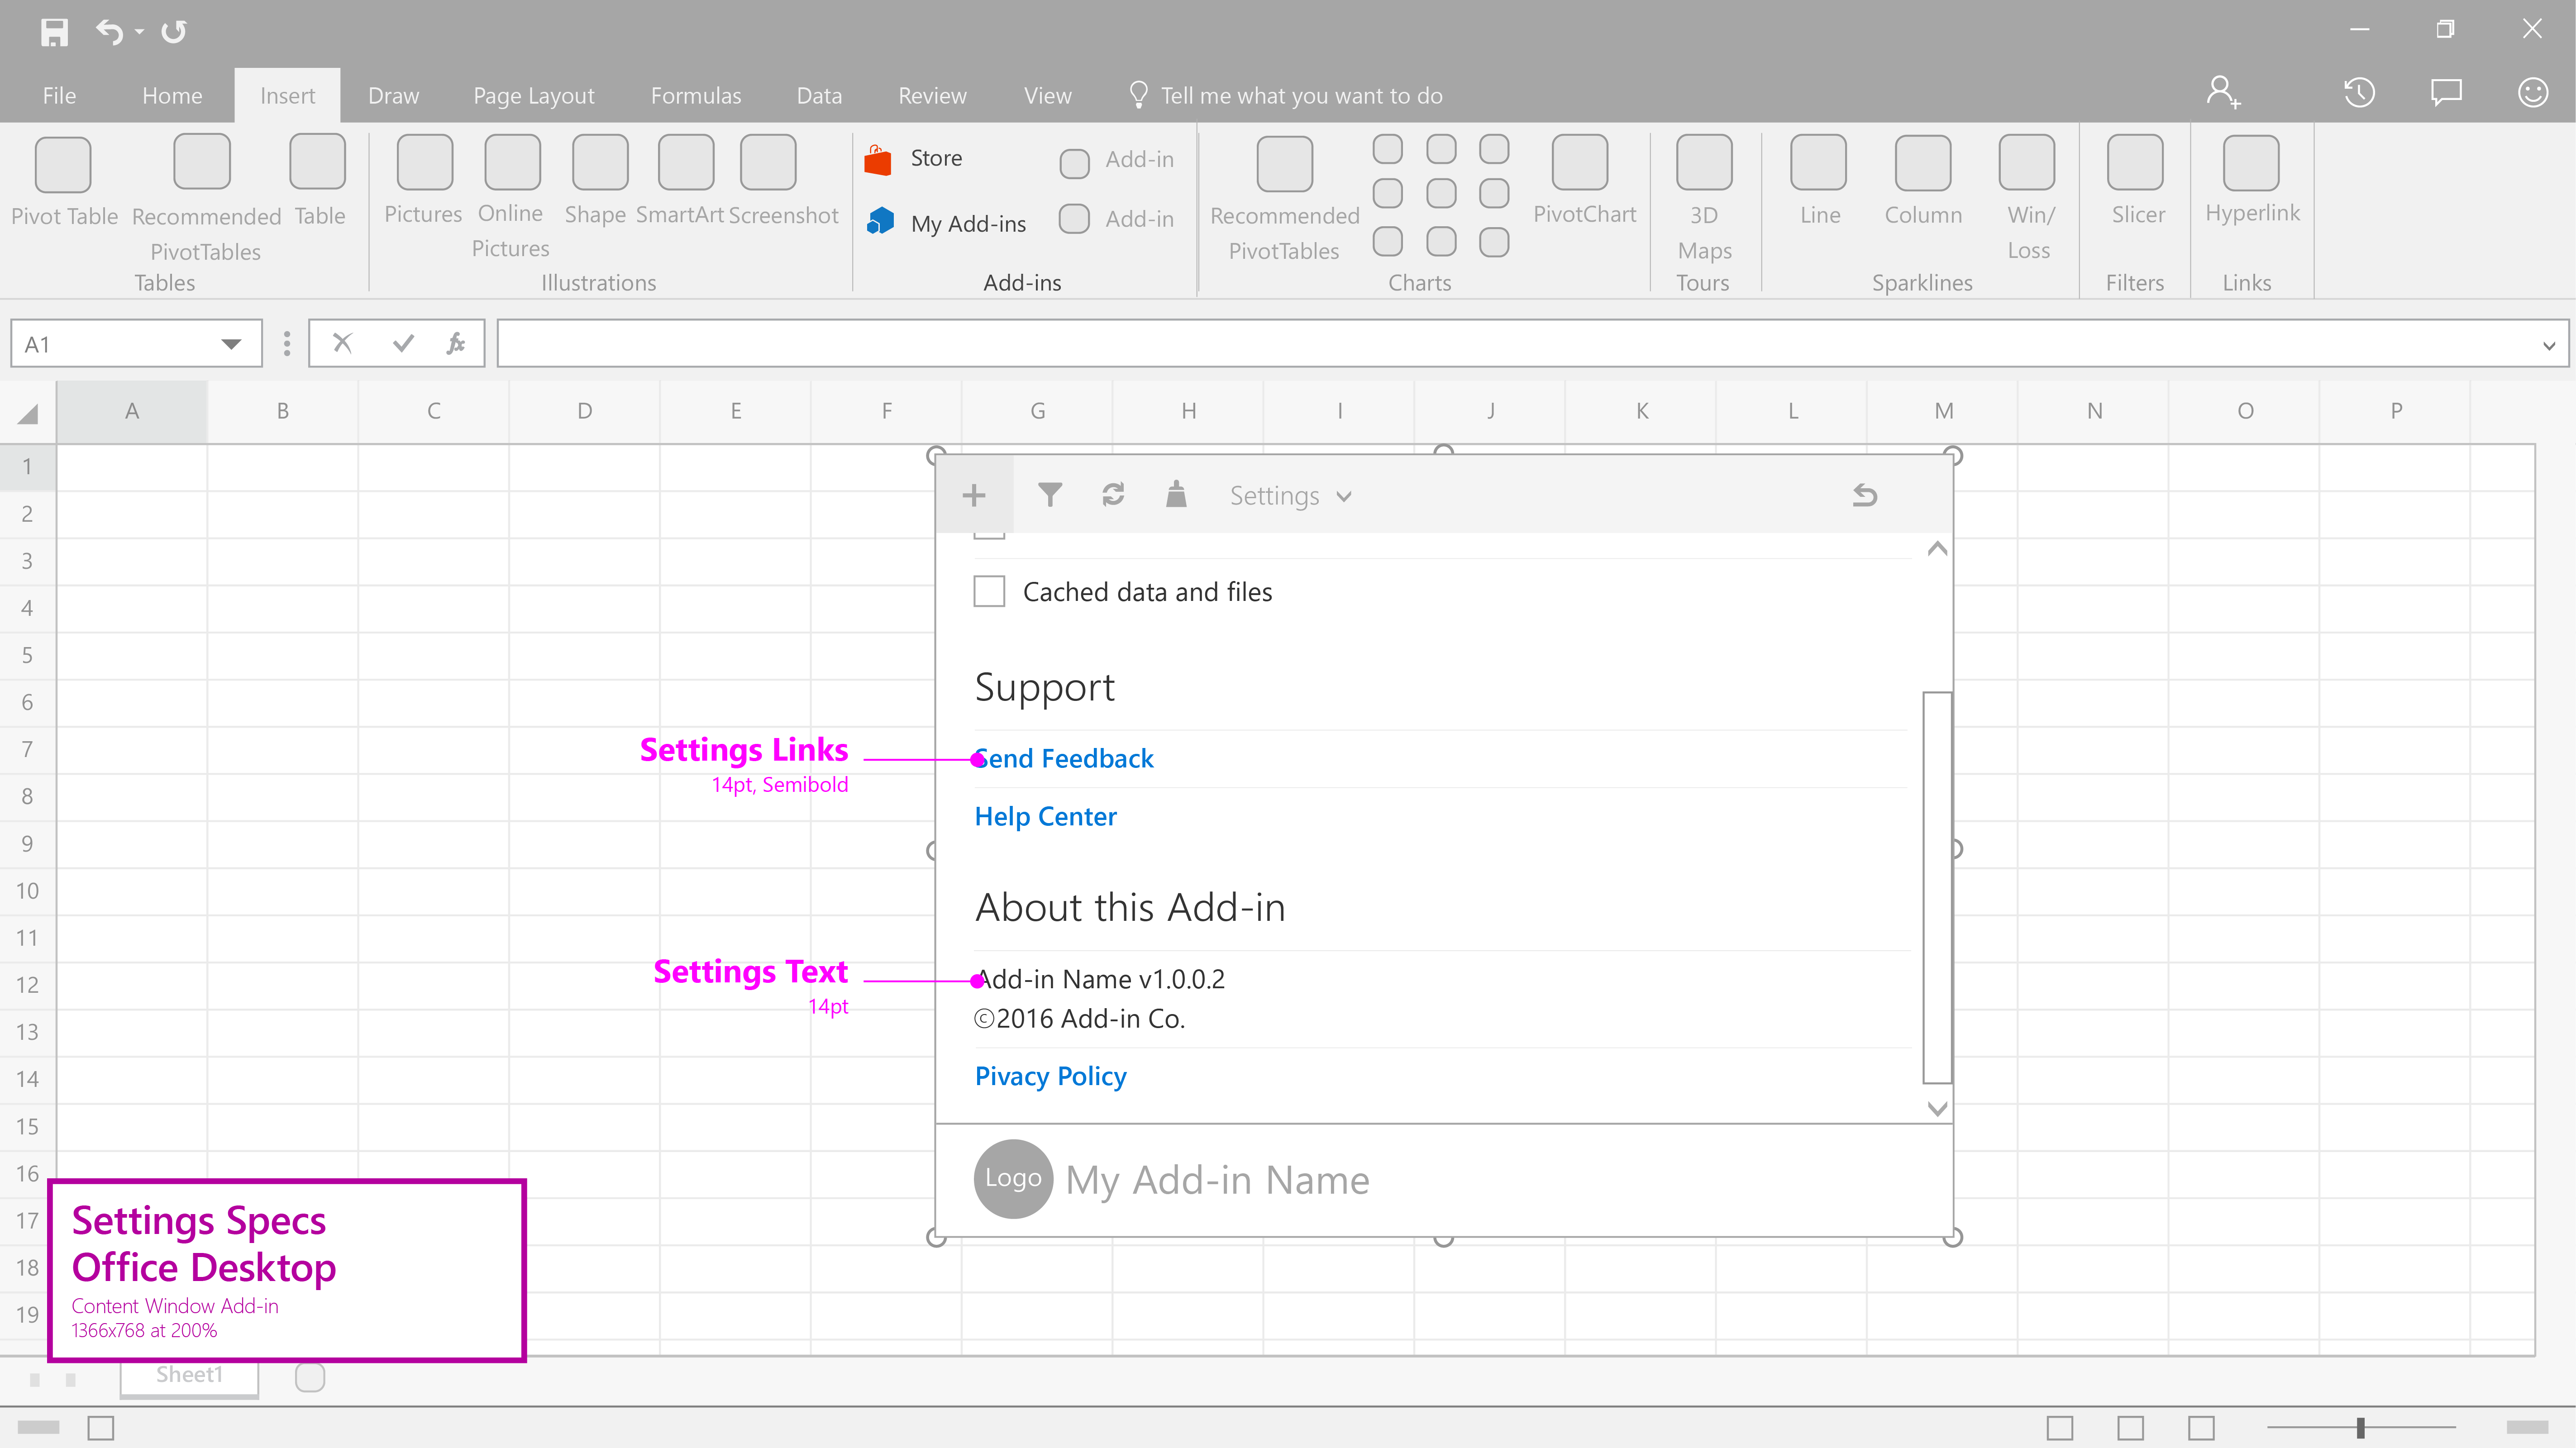 File Home Insert Draw Page Layout Formulas Data Review View Tell me what you want to do
Pivot Table
Recommended
PivotTables
Table
Tables
Pictures
Online
Pictures
Shape
SmartArt
Screenshot
Illustrations
Store
My Add-ins
Add-in
Add-in
Add-ins
Recommended
PivotTables
PivotChart
Charts
3D
Maps
Tours
Line
Column
Win/
Loss
Sparklines
Slicer
Filters
Hyperlink
Links
A1
fx
A B C D E F G H I J K L M N O P
1
2
3
4
5
6
7
8
9
10
11
12
13
14
15
16
17
18
19
Settings
Cached data and files
Support
Settings Links
14pt, Semibold
Send Feedback
Help Center
About this Add-in
Settings Text
14pt
Add-in Name v1.0.0.2
©2016 Add-in Co.
Pivacy Policy
Logo
My Add-in Name
Settings Specs
Office Desktop
Content Window Add-in
1366x768 at 200%
Sheet1